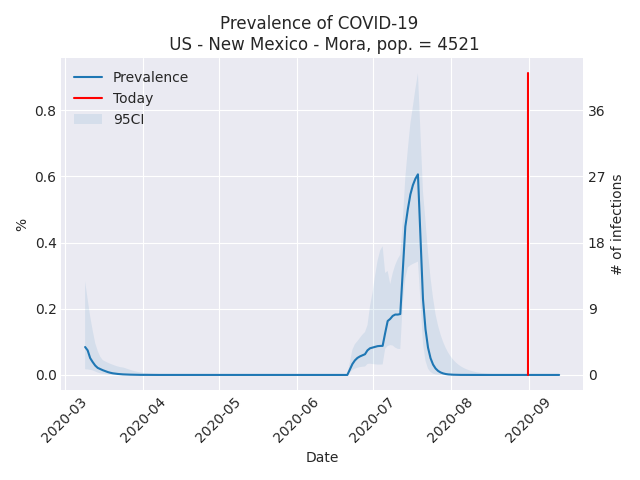 Prevalence of COVID-19
US - New Mexico - Mora, pop. = 4521
Prevalence
Today
95CI
0.8
0.6
0.4
0.2
0.0
%
36
27
18
9
0
# of infections
2020-03
2020-04
2020-05
2020-06
2020-07
2020-08
2020-09
Date